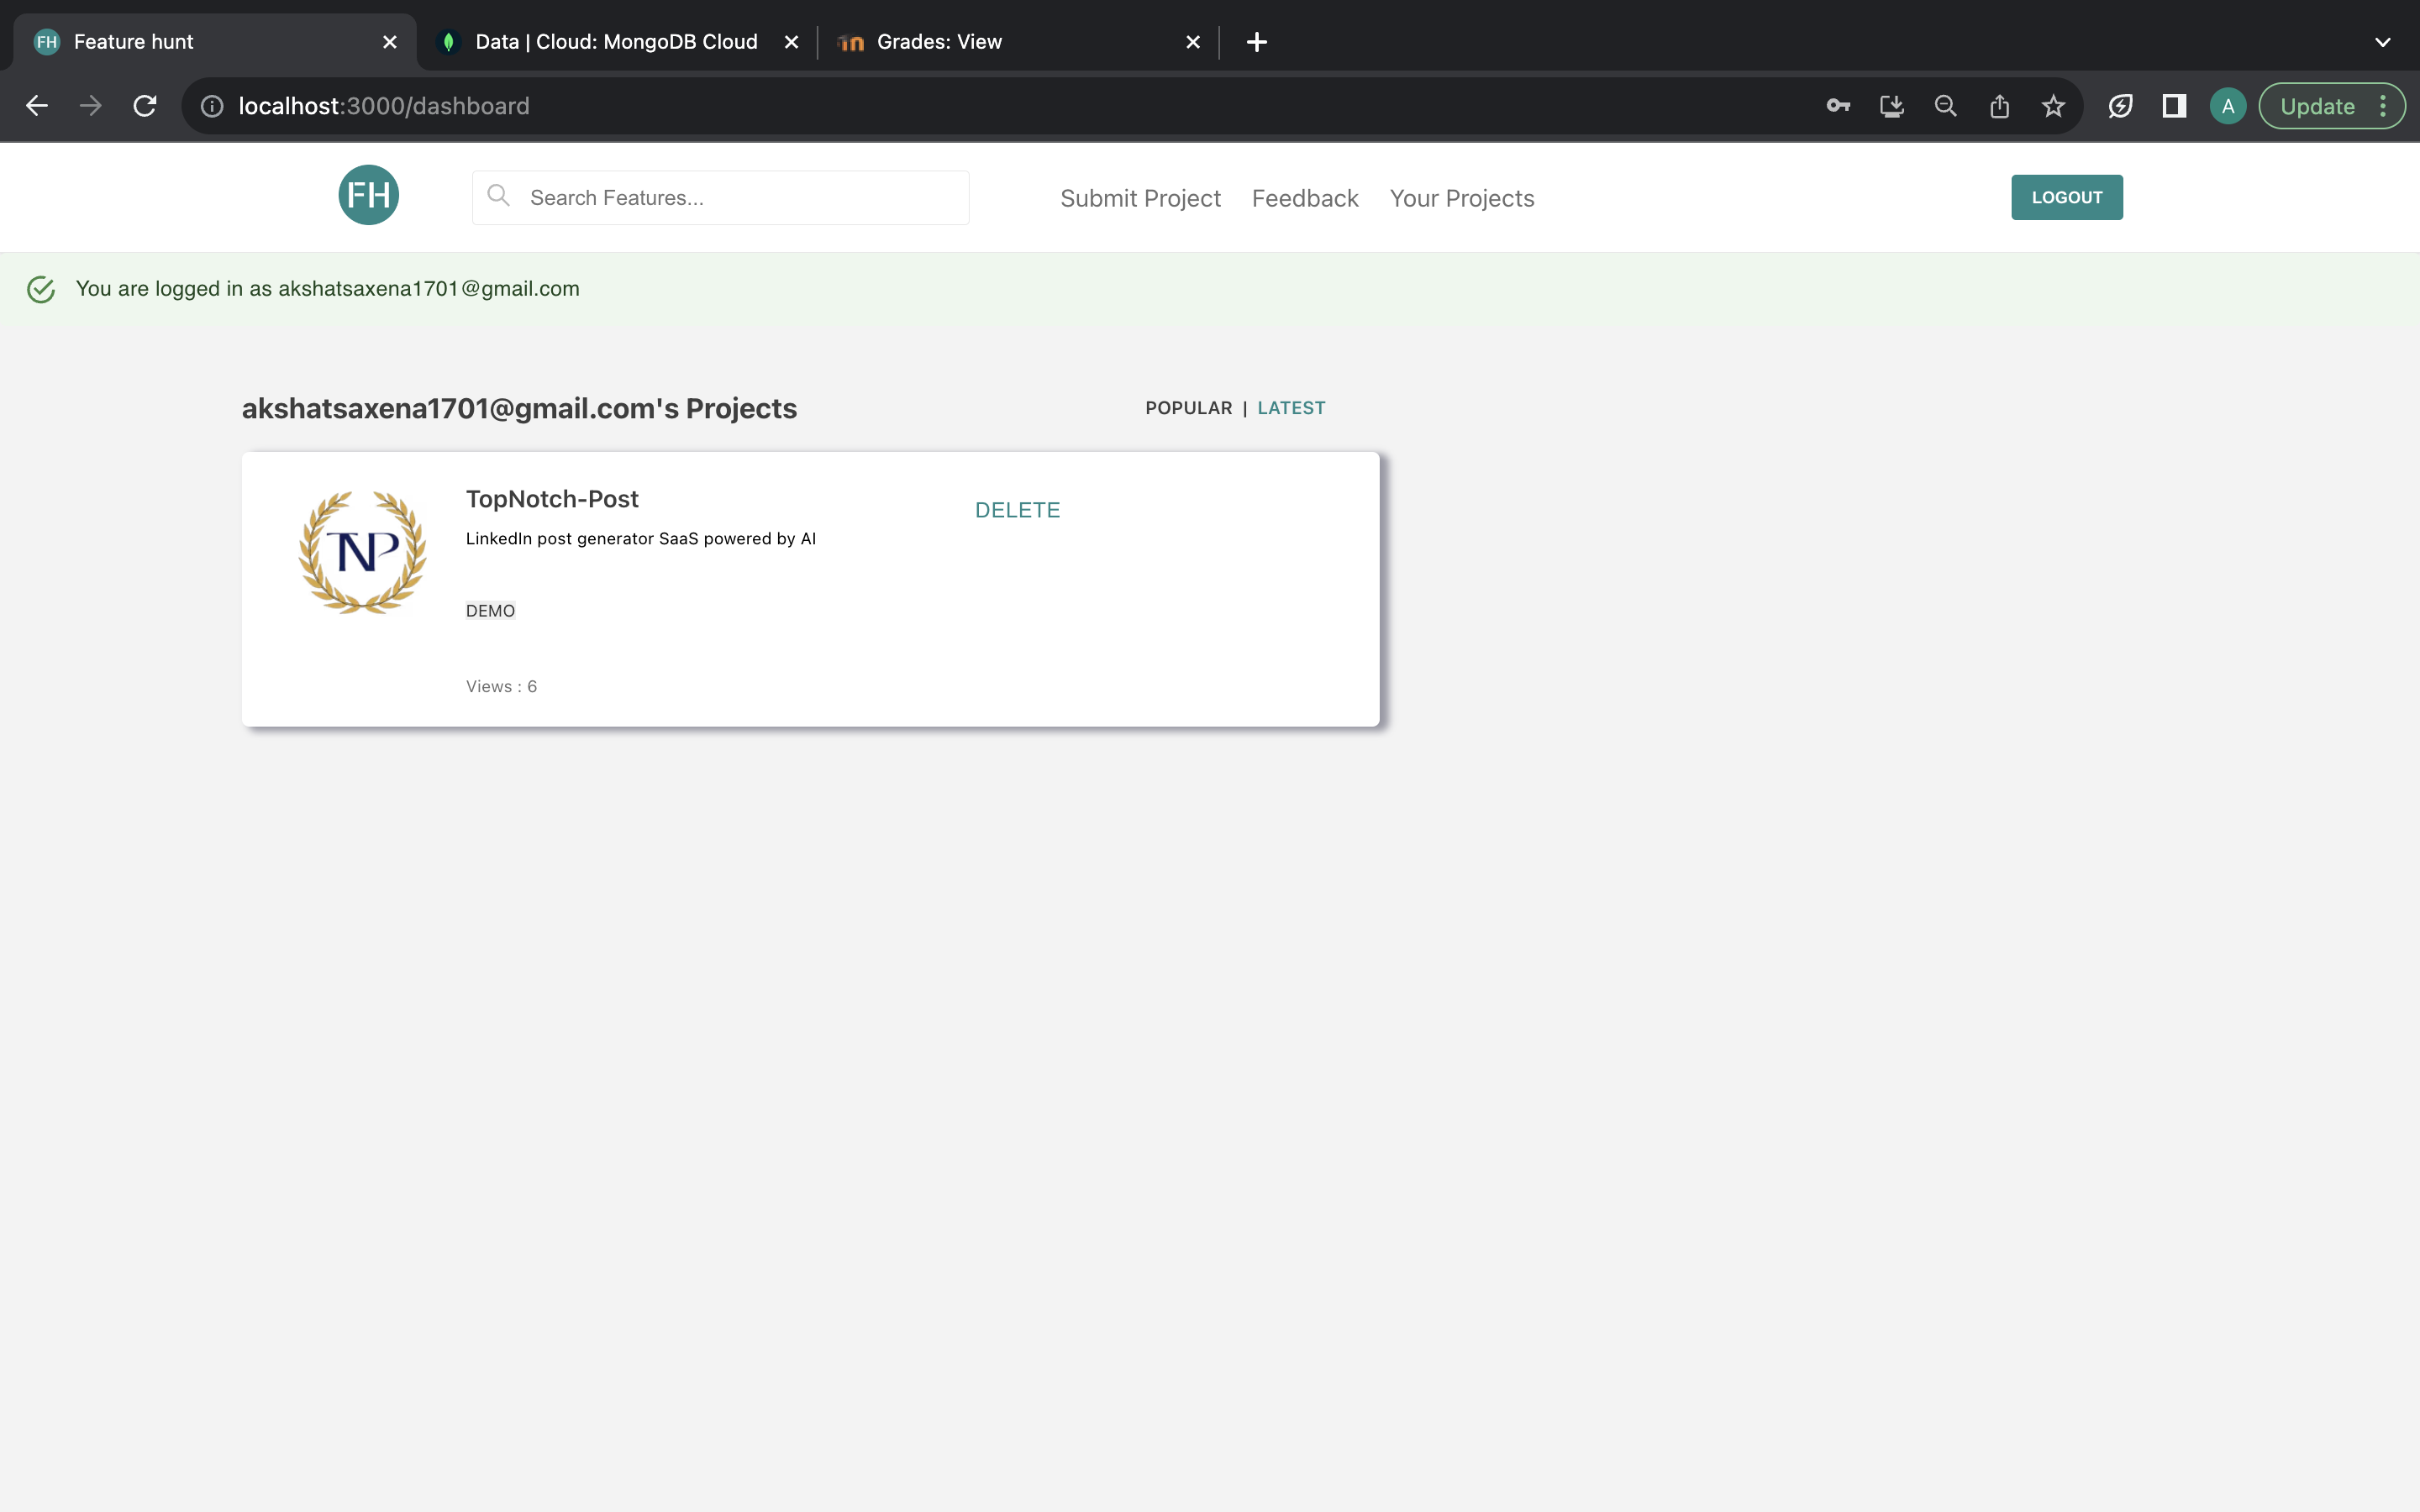 FH Feature hunt
Data | Cloud: MongoDB Cloud
Grades: View
localhost:3000/dashboard
A
Update
FH
Search Features...
Submit Project
Feedback
Your Projects
LOGOUT
You are logged in as akshatsaxena1701@gmail.com
akshatsaxena1701@gmail.com's Projects
POPULAR | LATEST
TopNotch-Post
DELETE
LinkedIn post generator SaaS powered by AI
TNP
DEMO
Views : 6